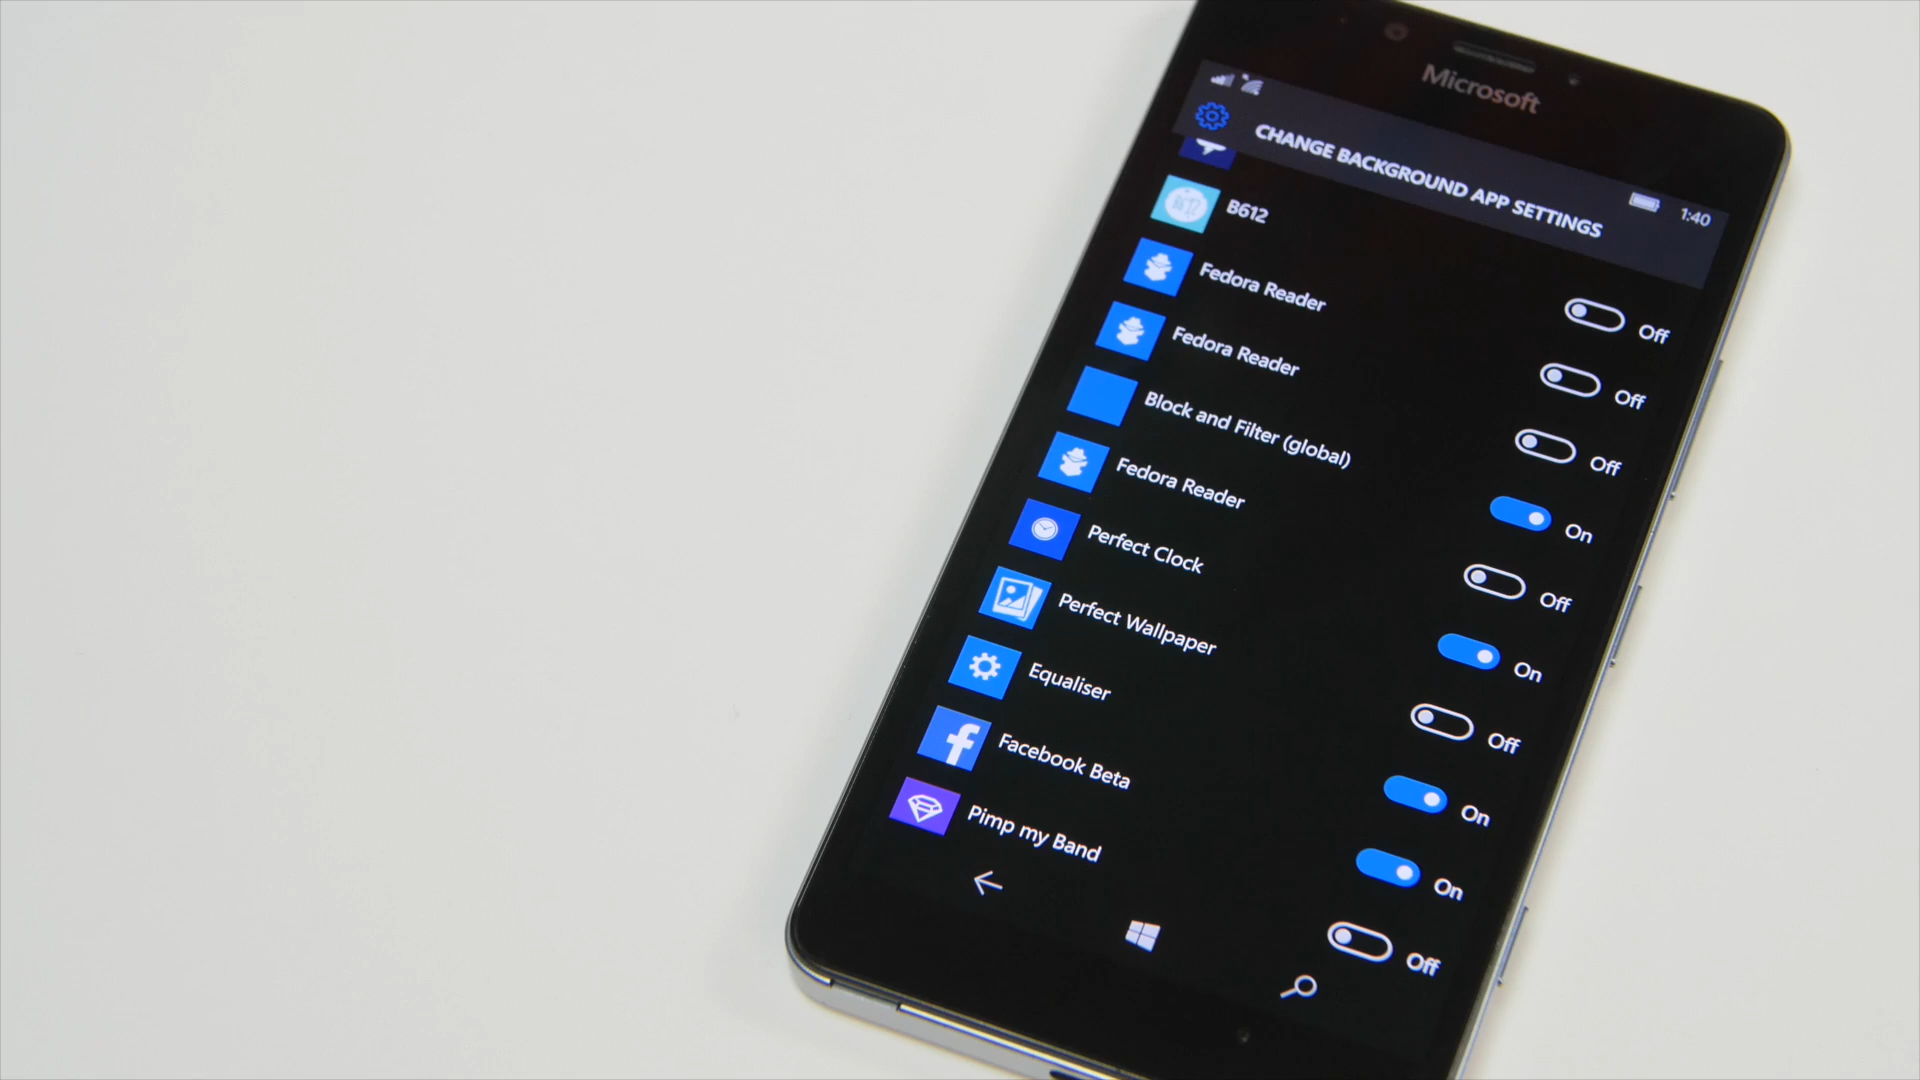 Microsoft
1:40
CHANGE BACKGROUND APP SETTINGS
B612 Off
Fedora Reader Off
Fedora Reader Off
Block and Filter (global) On
Fedora Reader Off
Perfect Clock On
Perfect Wallpaper Off
Equaliser On
Facebook Beta On
Pimp my Band Off